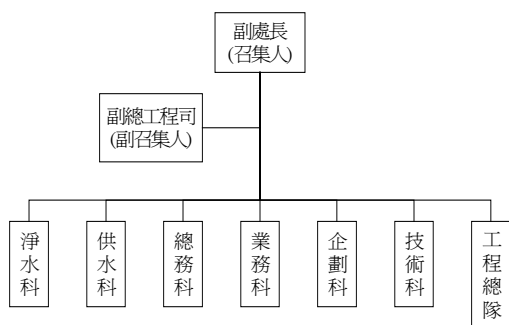 副處長
(召集人)
副總工程司
(副召集人)
淨水科
供水科
總務科
業務科
企劃科
技術科
工程總隊